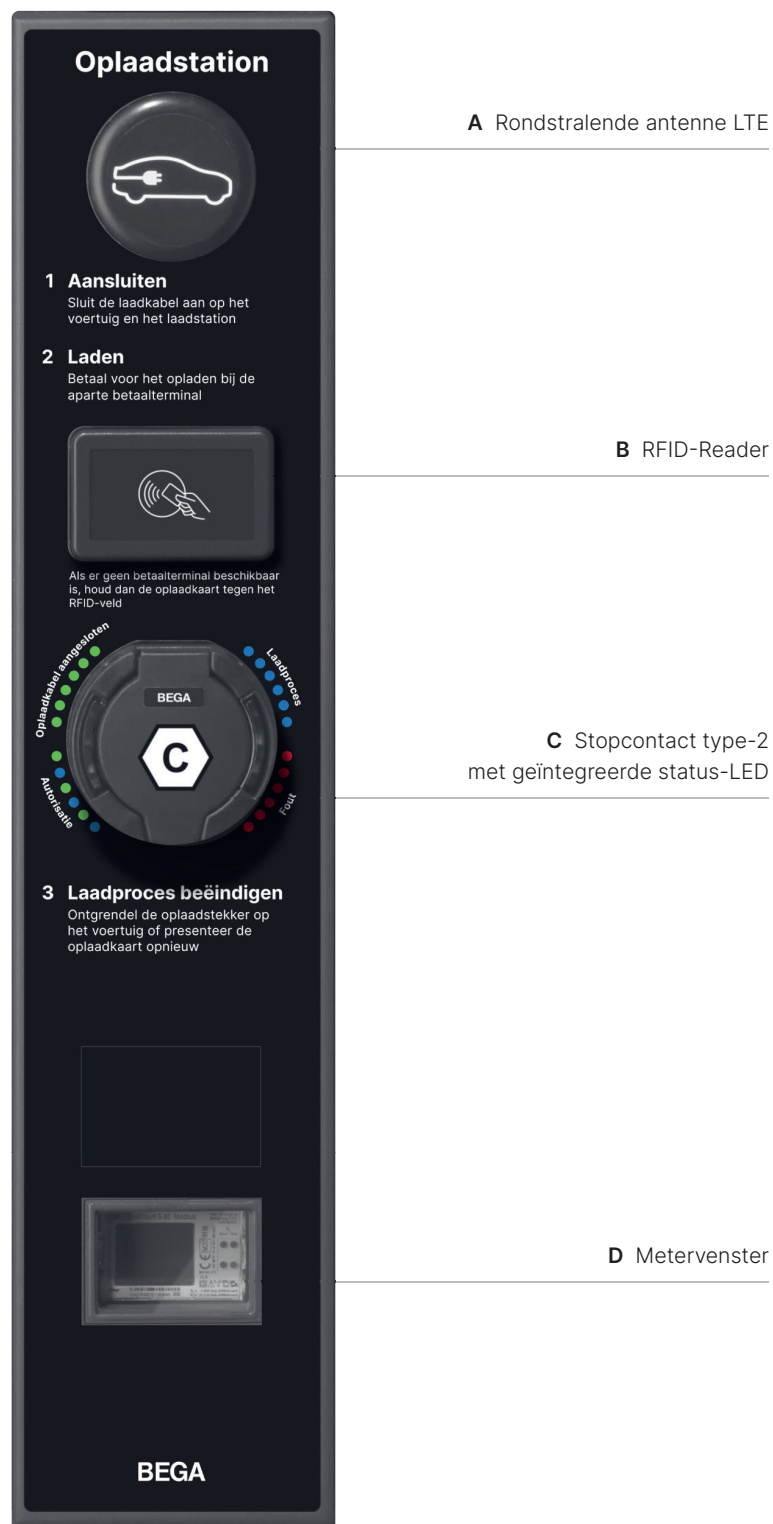 Oplaadstation
A Rondstralende antenne LTE
1 Aansluiten
Sluit de laadkabel aan op het
voertuig en het laadstation
2 Laden
Betaal voor het opladen bij de
aparte betaalterminal
B RFID-Reader
Als er geen betaalterminal beschikbaar
is, houd dan de oplaadkaart tegen het
RFID-veld
Oplaadkabel aangesloten
Laadproces
BEGA
C
Autorisatie
Fout
C Stopcontact type-2
met geïntegreerde status-LED
3 Laadproces beëindigen
Ontgrendel de oplaadstekker op
het voertuig of presenteer de
oplaadkaart opnieuw
D Metervenster
BEGA